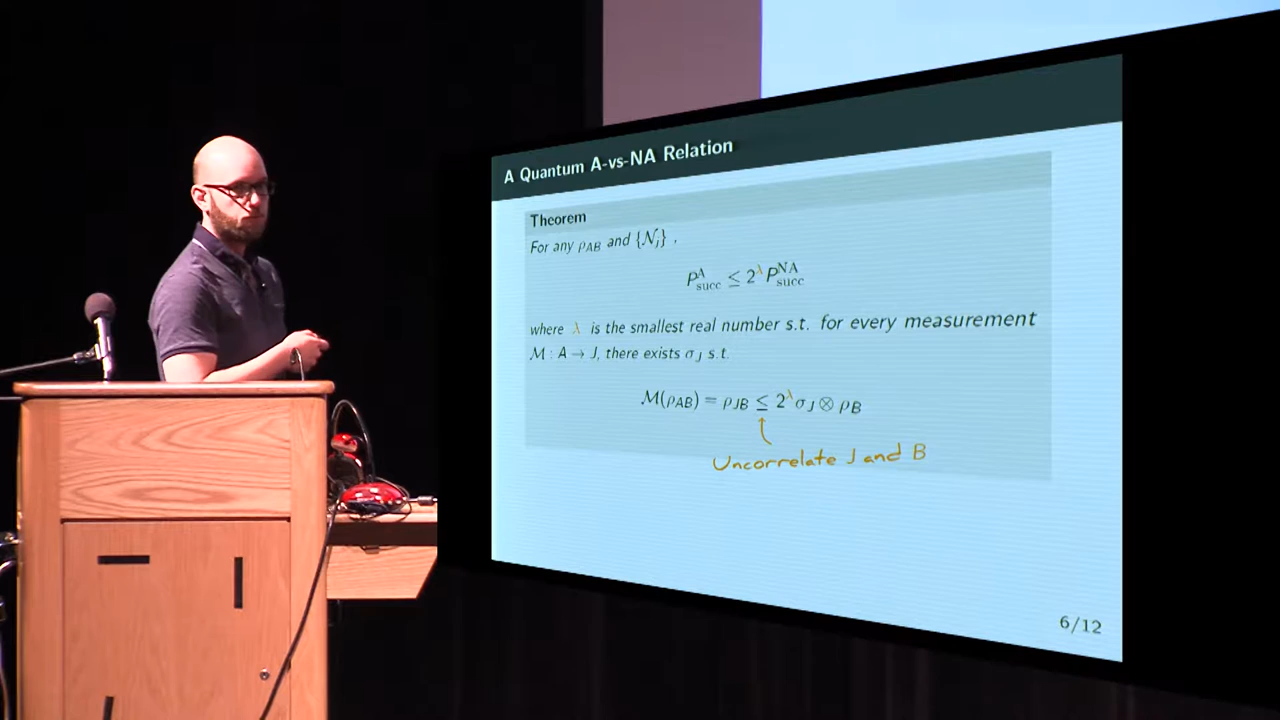 A Quantum A-vs-NA Relation
Theorem
For any ρ_AB and {𝒩_j} ,
P^A_succ ≤ 2^λ P^NA_succ
where λ is the smallest real number s.t. for every measurement
ℳ : A → J, there exists σ_J s.t.
ℳ(ρ_AB) = ρ_JB ≤ 2^λ σ_J ⊗ ρ_B
Uncorrelate J and B
6/12